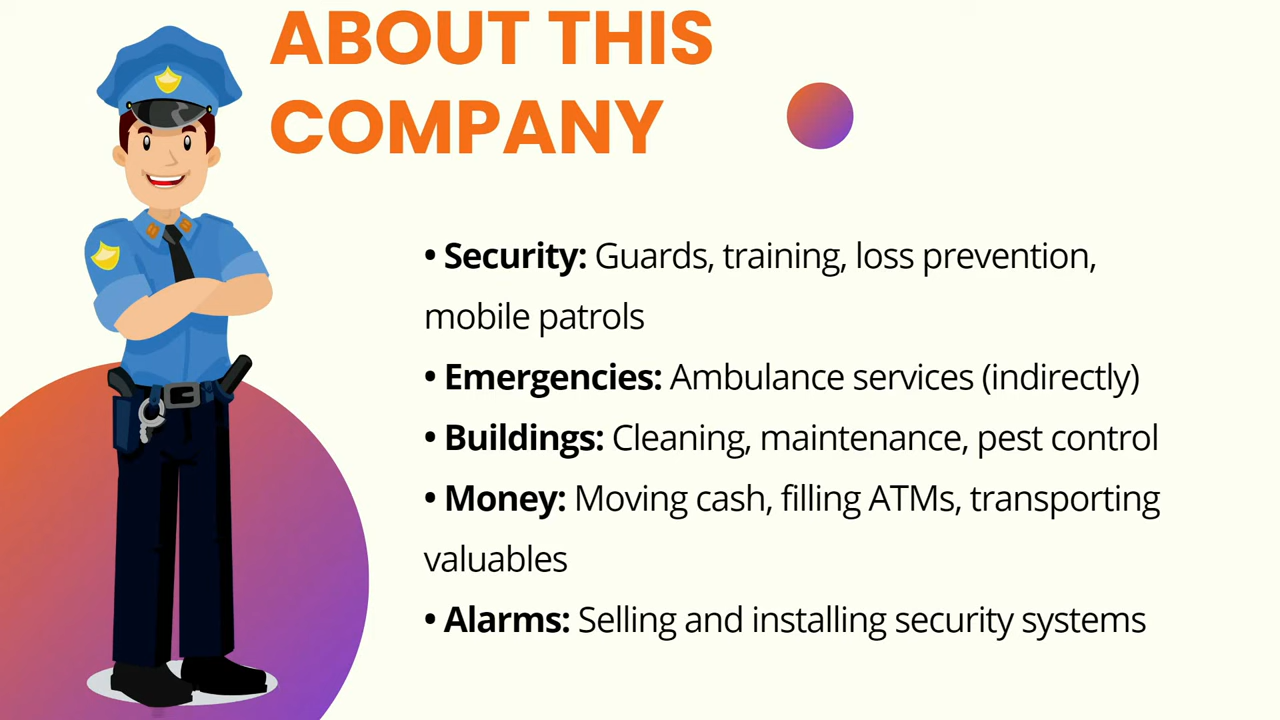 ABOUT THIS
COMPANY
• Security: Guards, training, loss prevention,
mobile patrols
• Emergencies: Ambulance services (indirectly)
• Buildings: Cleaning, maintenance, pest control
• Money: Moving cash, filling ATMs, transporting
valuables
• Alarms: Selling and installing security systems